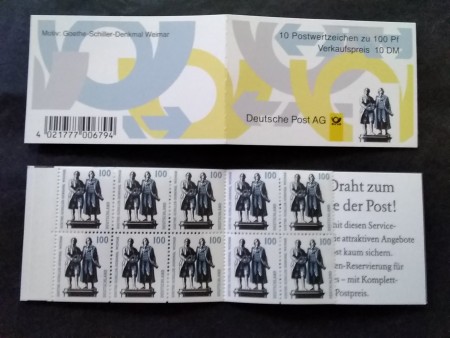 Motiv: Goethe-Schiller-Denkmal Weimar
4 021777 006794
10 Postwertzeichen zu 100 Pf
Verkaufspreis 10 DM
Deutsche Post AG
100 100 100 100 100
100 100 100 100 100
Draht zum
e der Post!
mit diesen Service-
e attraktiven Angebote
ost kaum sichern.
en-Reservierung für
s – mit Komplett-
Postpreis.